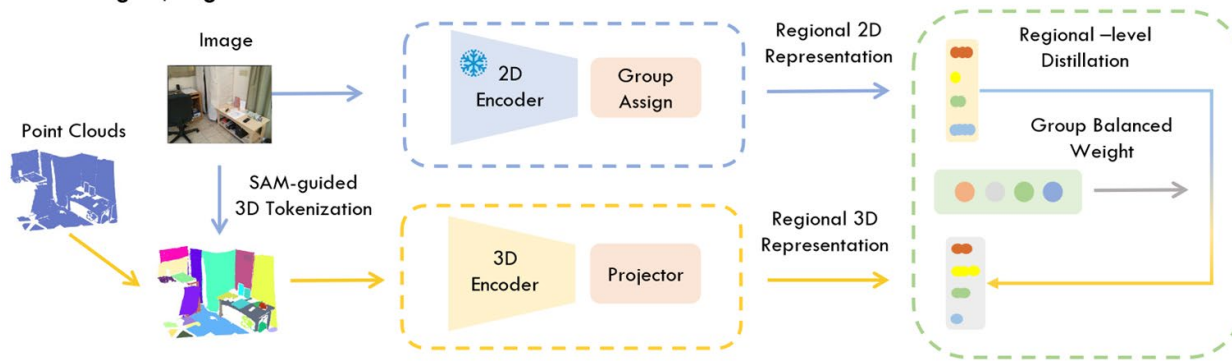 Image
Point Clouds
SAM-guided
3D Tokenization
2D
Encoder
Group
Assign
Regional 2D
Representation
3D
Encoder
Projector
Regional 3D
Representation
Regional –level
Distillation
Group Balanced
Weight